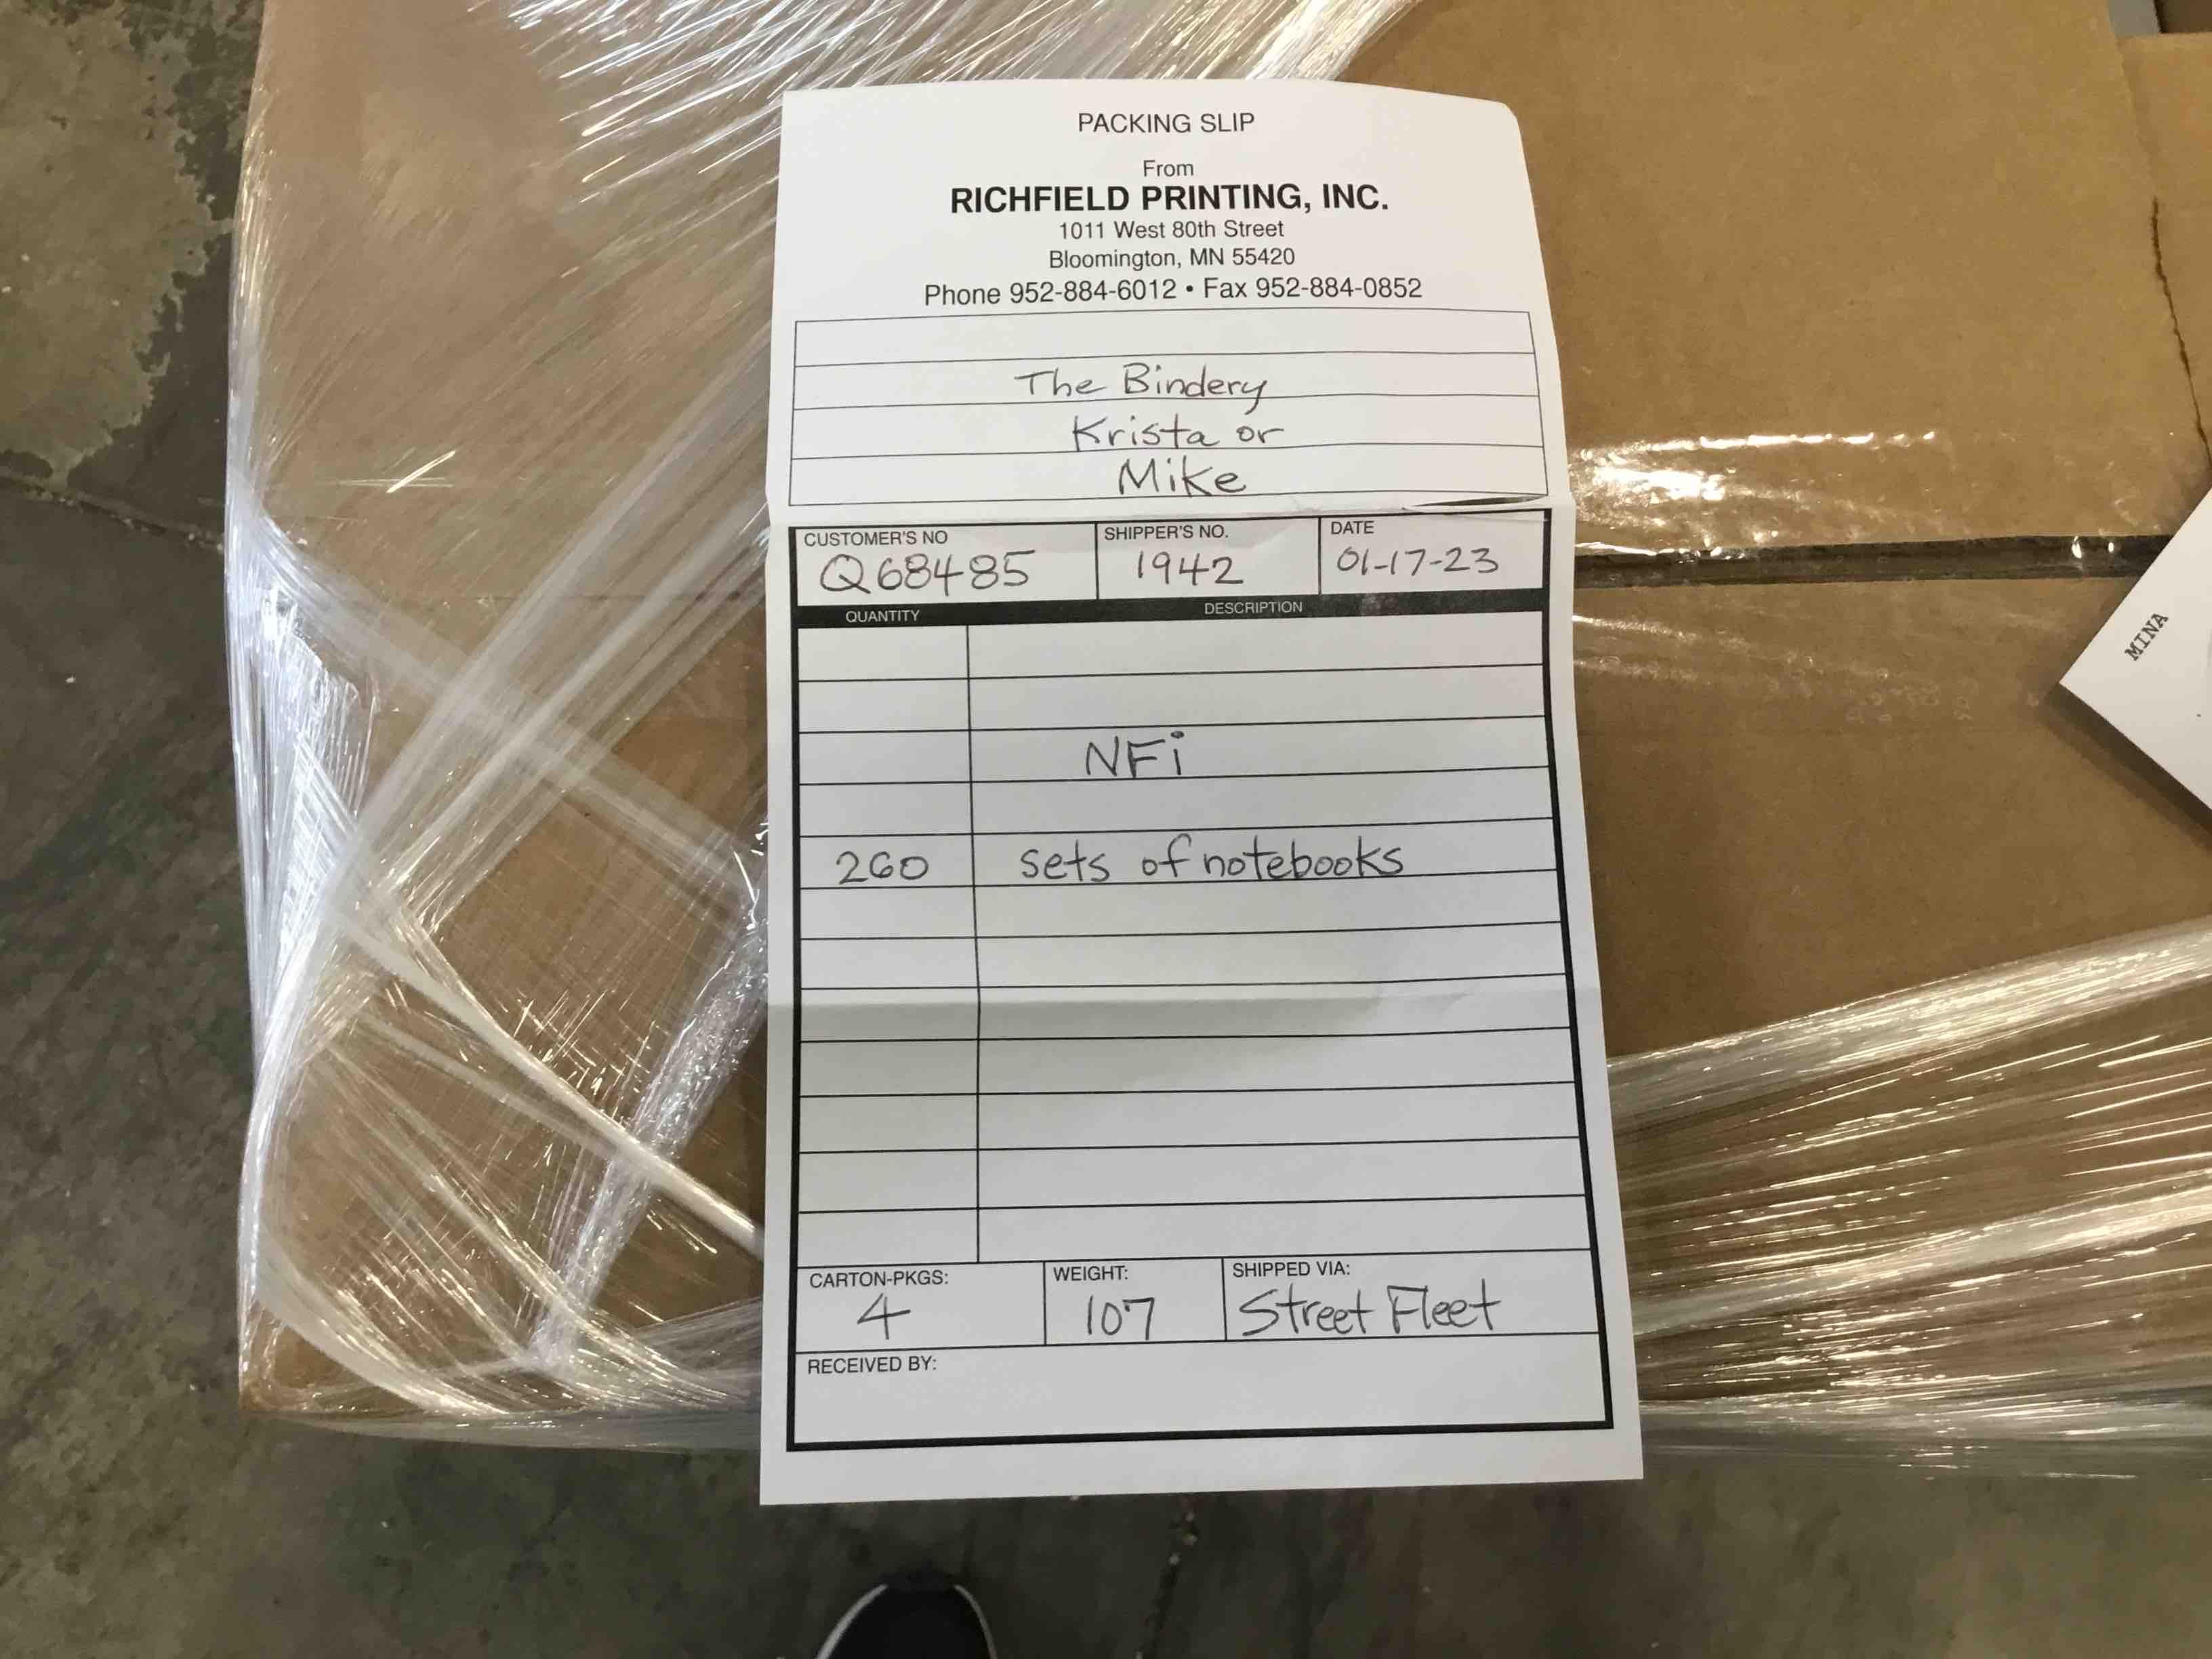 PACKING SLIP
From
RICHFIELD PRINTING, INC.
1011 West 80th Street
Bloomington, MN 55420
Phone 952-884-6012 • Fax 952-884-0852
The Bindery
Krista or
Mike
CUSTOMER'S NO SHIPPER'S NO. DATE
Q68485 1942 01-17-23
QUANTITY DESCRIPTION
NFi
260 sets of notebooks
CARTON-PKGS: WEIGHT: SHIPPED VIA:
4 107 Street Fleet
RECEIVED BY:
MINA